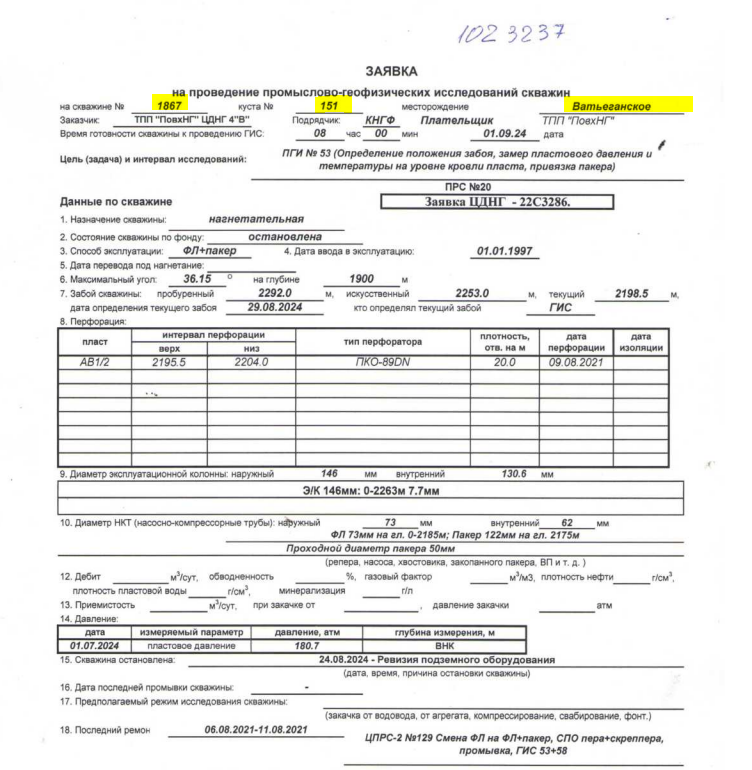 1023237
ЗАЯВКА
на проведение промыслово-геофизических исследований скважин
на скважине № 1867 куста № 151 месторождение Ватьеганское
Заказчик: ТПП "ПовхНГ" ЦДНГ 4"В" Подрядчик: КНГФ Плательщик ТПП "ПовхНГ"
Время готовности скважины к проведению ГИС: 08 час 00 мин 01.09.24 дата
Цель (задача) и интервал исследований: ПГИ № 53 (Определение положения забоя, замер пластового давления и
температуры на уровне кровли пласта, привязка пакера)
ПРС №20
Данные по скважине Заявка ЦДНГ - 22С3286.
1. Назначение скважины: нагнетательная
2. Состояние скважины по фонду: остановлена
3. Способ эксплуатации: ФЛ+пакер 4. Дата ввода в эксплуатацию: 01.01.1997
5. Дата перевода под нагнетание:
6. Максимальный угол: 36.15 ° на глубине 1900 м
7. Забой скважины: пробуренный 2292.0 м, искусственный 2253.0 м, текущий 2198.5 м,
дата определения текущего забоя 29.08.2024 кто определял текущий забой ГИС
8. Перфорация:
пласт интервал перфорации тип перфоратора плотность, отв. на м дата перфорации дата изоляции
верх низ
АВ1/2 2195.5 2204.0 ПКО-89DN 20.0 09.08.2021
9. Диаметр эксплуатационной колонны: наружный 146 мм внутренний 130.6 мм
Э/К 146мм: 0-2263м 7.7мм
10. Диаметр НКТ (насосно-компрессорные трубы): наружный 73 мм внутренний 62 мм
ФЛ 73мм на гл. 0-2185м; Пакер 122мм на гл. 2175м
Проходной диаметр пакера 50мм
(репера, насоса, хвостовика, закопанного пакера, ВП и т. д. )
12. Дебит м³/сут, обводненность %, газовый фактор м³/м3, плотность нефти г/см³,
плотность пластовой воды г/см³, минерализация г/л
13. Приемистость м³/сут, при закачке от , давление закачки атм
14. Давление:
дата измеряемый параметр давление, атм глубина измерения, м
01.07.2024 пластовое давление 180.7 ВНК
15. Скважина остановлена: 24.08.2024 - Ревизия подземного оборудования
(дата, время, причина остановки скважины)
16. Дата последней промывки скважины: -
17. Предполагаемый режим исследования скважины:
(закачка от водовода, от агрегата, компрессирование, свабирование, фонт.)
18. Последний ремон 06.08.2021-11.08.2021 ЦПРС-2 №129 Смена ФЛ на ФЛ+пакер, СПО пера+скреппера,
промывка, ГИС 53+58